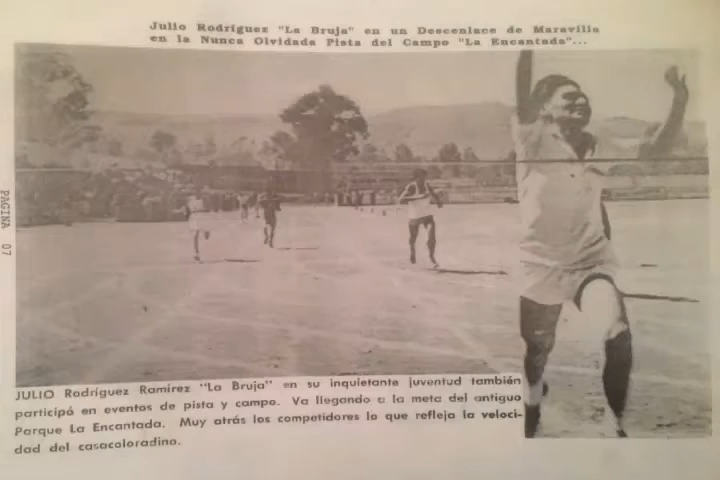 Julio Rodríguez "La Bruja" en un Descenlace de Maravilla
en la Nunca Olvidada Pista del Campo "La Encantada"...
PAGINA 07
JULIO Rodríguez Ramírez "La Bruja" en su inquietante juventud también
participó en eventos de pista y campo. Va llegando a la meta del antiguo
Parque La Encantada. Muy atrás los competidores lo que refleja la veloci-
dad del casacoloradino.